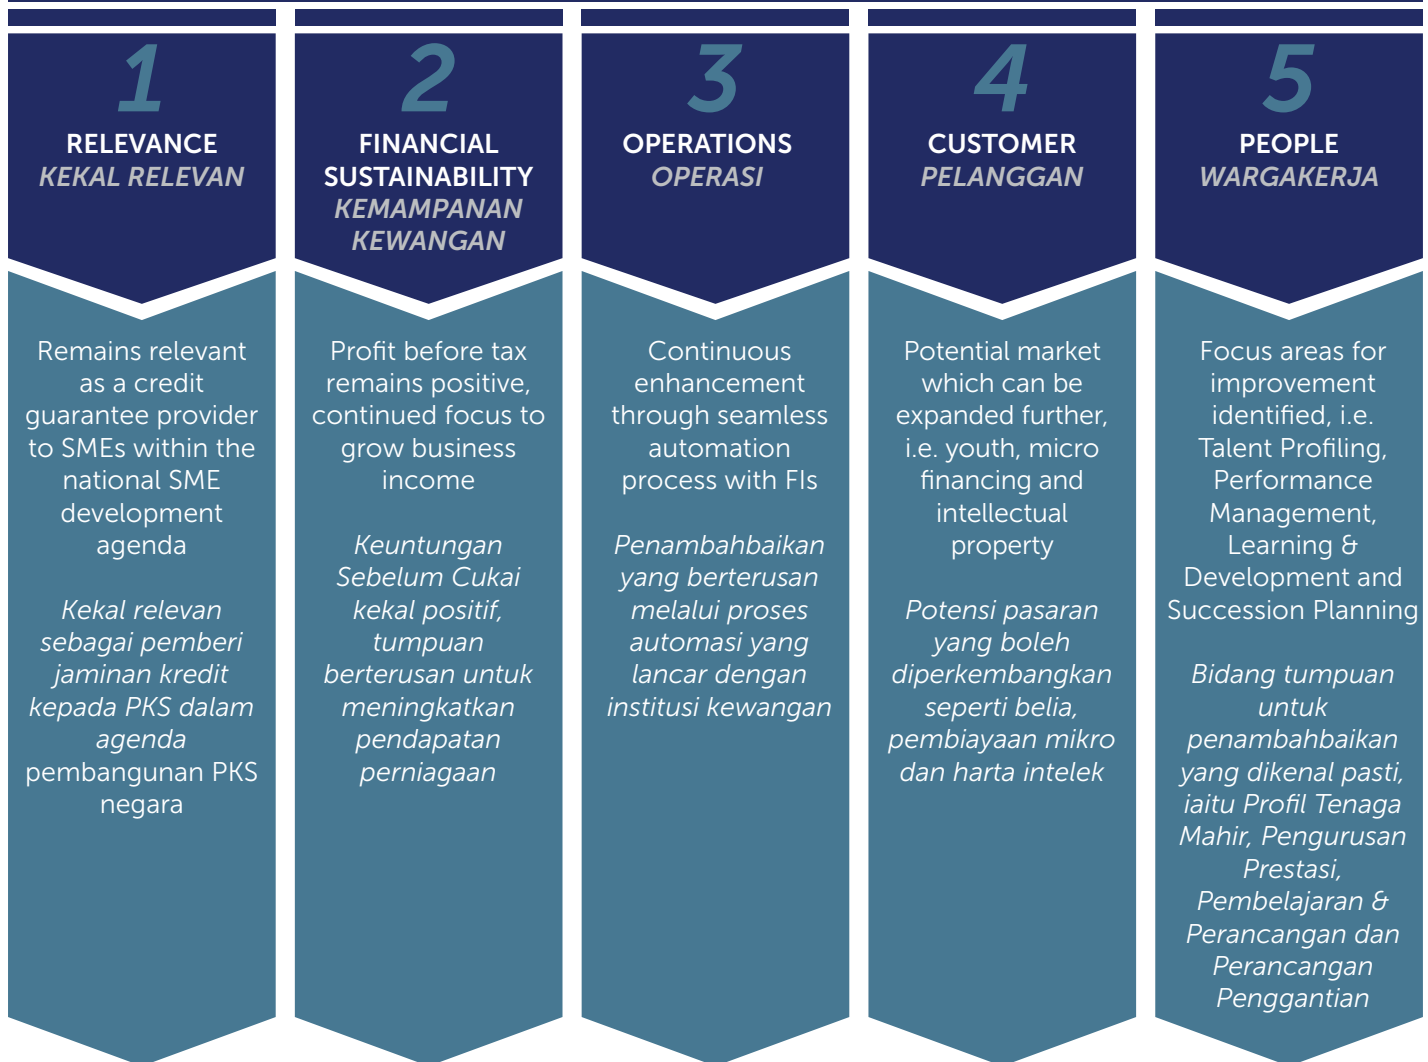 1
RELEVANCE
KEKAL RELEVAN
Remains relevant
as a credit
guarantee provider
to SMEs within the
national SME
development
agenda
Kekal relevan
sebagai pemberi
jaminan kredit
kepada PKS dalam
agenda
pembangunan PKS
negara
2
FINANCIAL
SUSTAINABILITY
KEMAMPANAN
KEWANGAN
Profit before tax
remains positive,
continued focus to
grow business
income
Keuntungan
Sebelum Cukai
kekal positif,
tumpuan
berterusan untuk
meningkatkan
pendapatan
perniagaan
3
OPERATIONS
OPERASI
Continuous
enhancement
through seamless
automation
process with FIs
Penambahbaikan
yang berterusan
melalui proses
automasi yang
lancar dengan
institusi kewangan
4
CUSTOMER
PELANGGAN
Potential market
which can be
expanded further,
i.e. youth, micro
financing and
intellectual
property
Potensi pasaran
yang boleh
diperkembangkan
seperti belia,
pembiayaan mikro
dan harta intelek
5
PEOPLE
WARGAKERJA
Focus areas for
improvement
identified, i.e.
Talent Profiling,
Performance
Management,
Learning &
Development and
Succession Planning
Bidang tumpuan
untuk
penambahbaikan
yang dikenal pasti,
iaitu Profil Tenaga
Mahir, Pengurusan
Prestasi,
Pembelajaran &
Perancangan dan
Perancangan
Penggantian